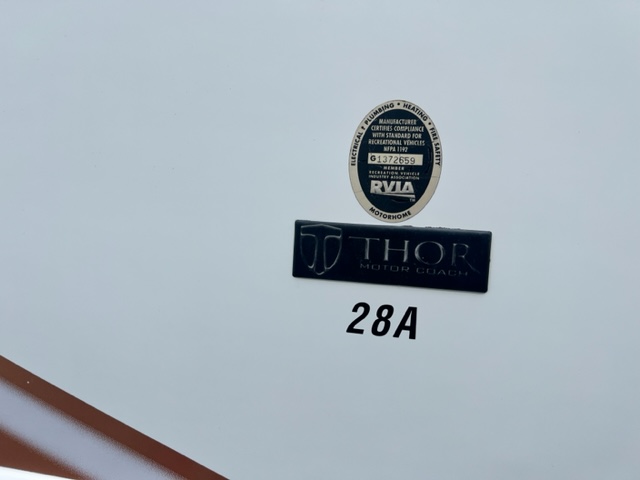 ELECTRICAL • PLUMBING • HEATING • FIRE SAFETY
MANUFACTURER
CERTIFIES COMPLIANCE
WITH STANDARD FOR
RECREATIONAL VEHICLES
NFPA 1192
G1372659
MEMBER
RECREATION VEHICLE
INDUSTRY ASSOCIATION
RVIA
TM
MOTORHOME
THOR
MOTOR COACH
28A